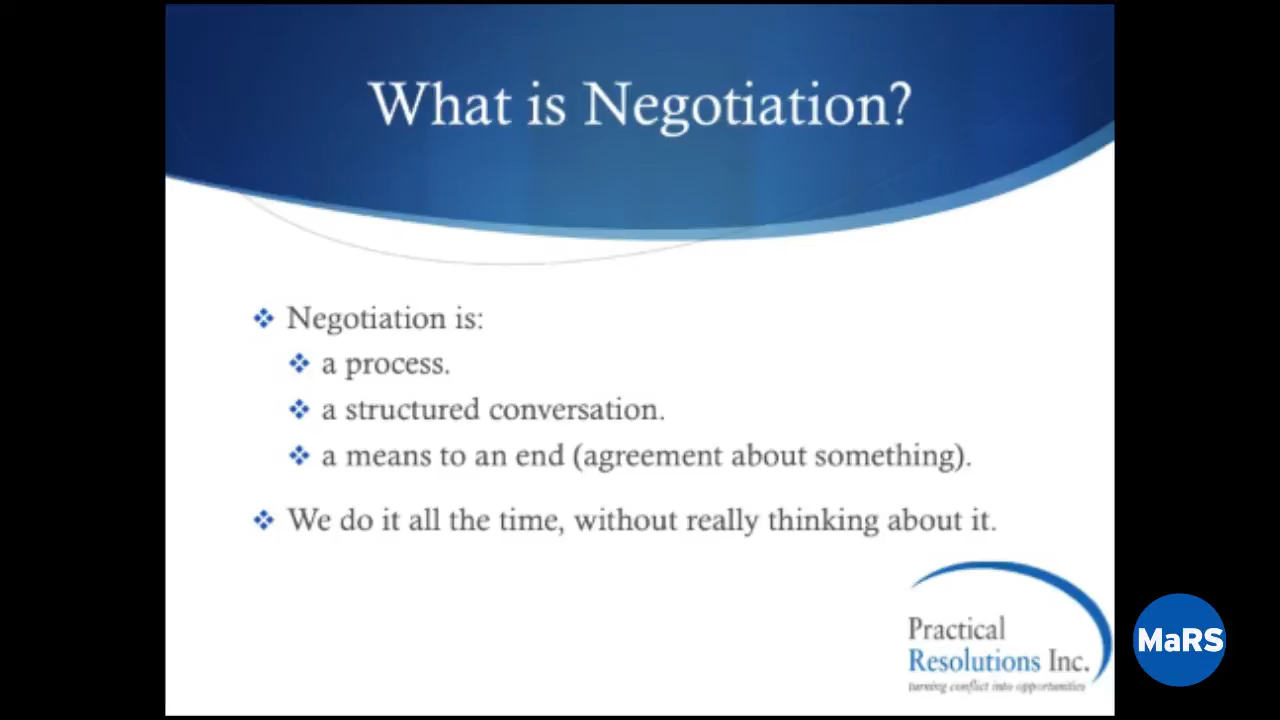 What is Negotiation?
Negotiation is:
a process.
a structured conversation.
a means to an end (agreement about something).
We do it all the time, without really thinking about it.
Practical
Resolutions Inc.
turning conflict into opportunities
MaRS